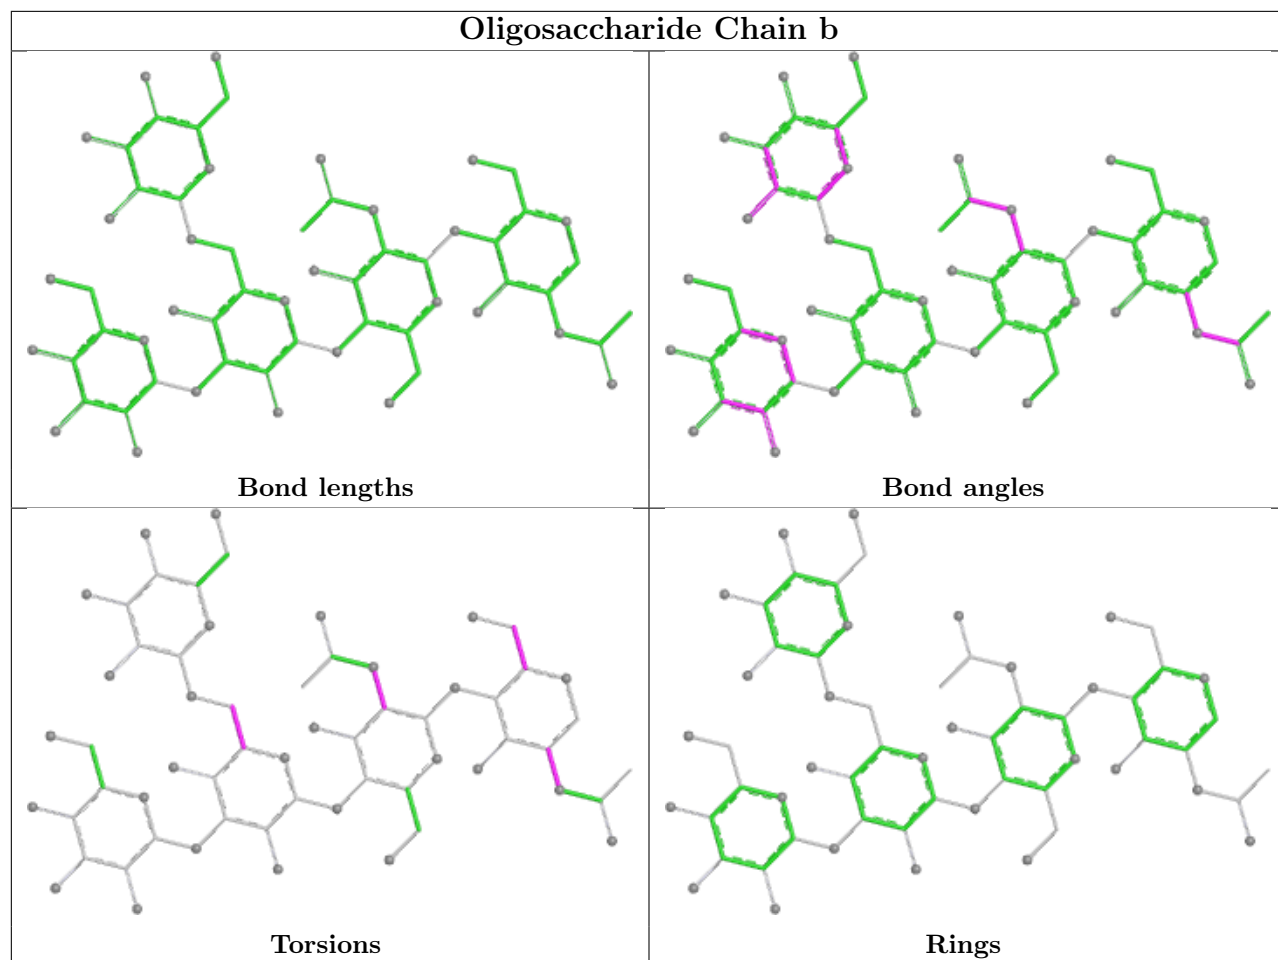 Oligosaccharide Chain b
Bond lengths
Bond angles
Torsions
Rings